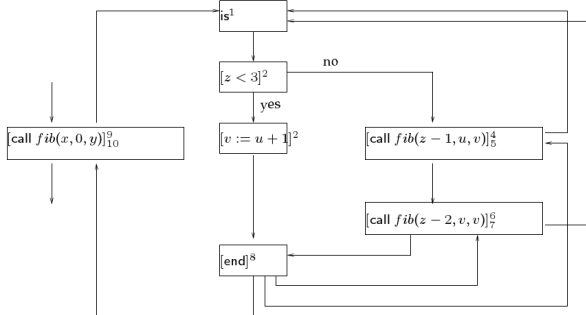 is¹
[z < 3]²
no
yes
[call fib(x, 0, y)]⁹₁₀
[v := u + 1]²
[call fib(z − 1, u, v)]⁴₅
[call fib(z − 2, v, v)]⁶₇
[end]⁸